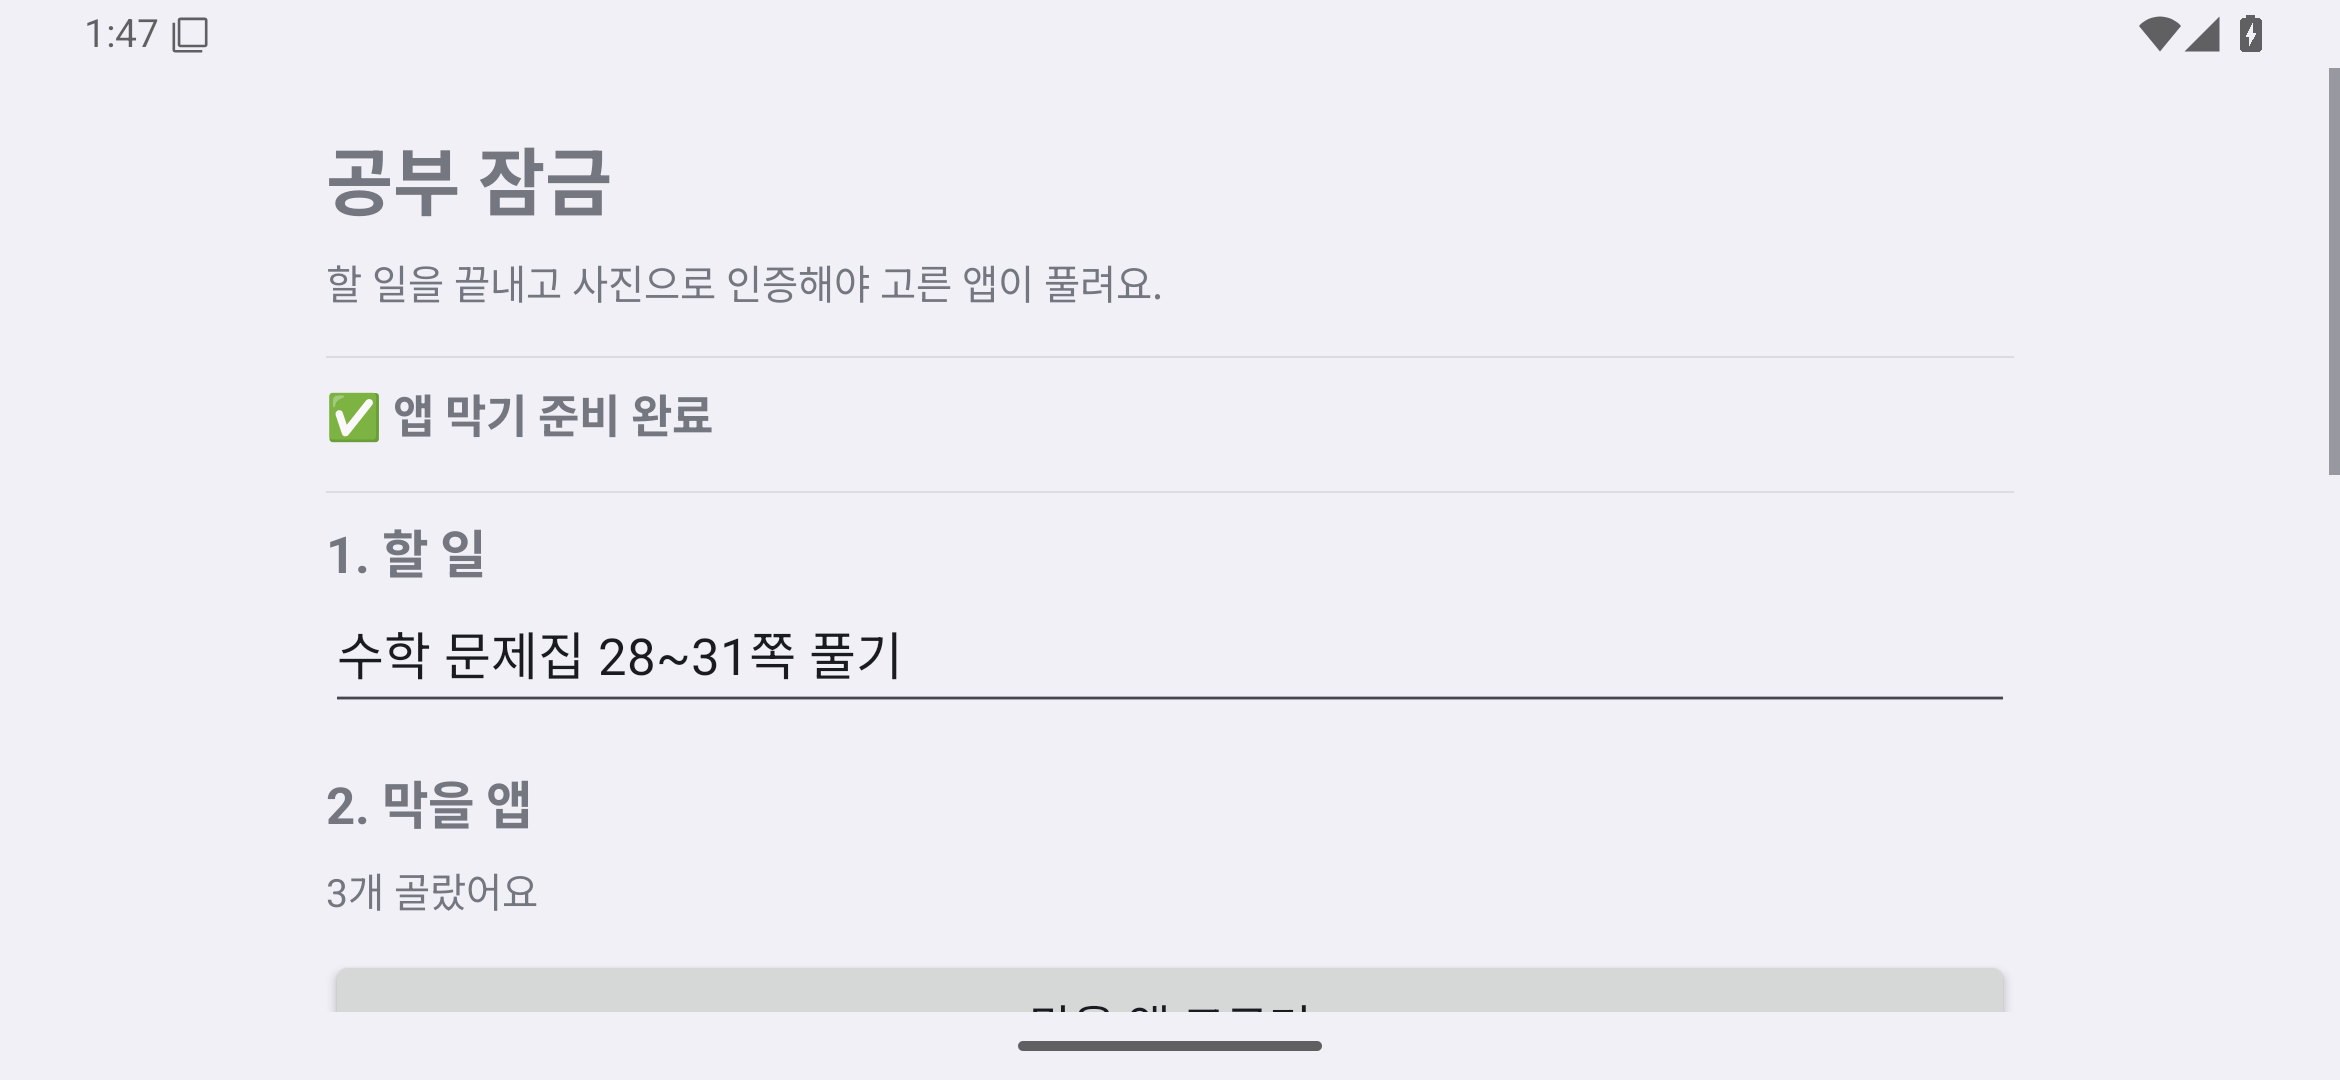 1:47
공부 잠금
할 일을 끝내고 사진으로 인증해야 고른 앱이 풀려요.
✅ 앱 막기 준비 완료
1. 할 일
수학 문제집 28~31쪽 풀기
2. 막을 앱
3개 골랐어요